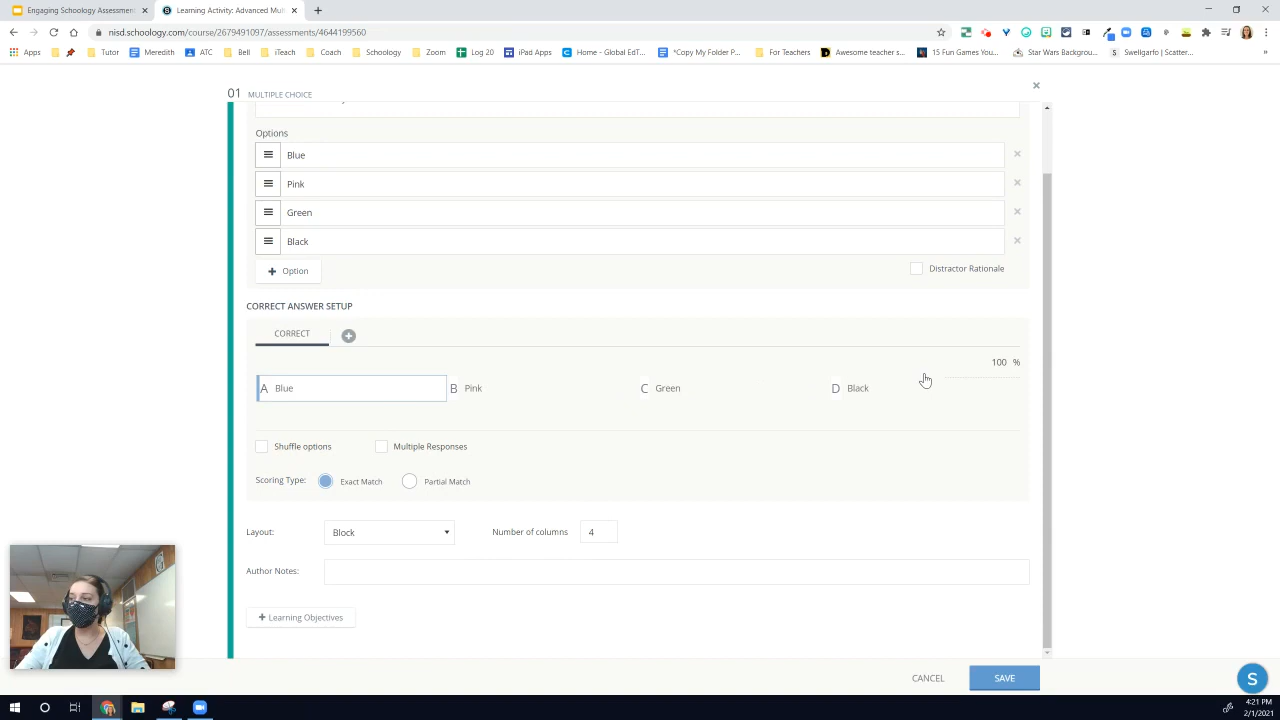 Engaging Schoology Assessment
Learning Activity: Advanced Mult
nisd.schoology.com/course/2679491097/assessments/4644199560
Apps Tutor Meredith ATC Bell iTeach Coach Schoology Zoom Log 20 iPad Apps Home - Global EdT... *Copy My Folder P... For Teachers Awesome teacher s... 15 Fun Games You... Star Wars Backgrou... Swellgarfo | Scatter...
01 MULTIPLE CHOICE
Options
Blue
Pink
Green
Black
+ Option
Distractor Rationale
CORRECT ANSWER SETUP
CORRECT
100 %
A Blue B Pink C Green D Black
Shuffle options Multiple Responses
Scoring Type: Exact Match Partial Match
Layout: Block Number of columns 4
Author Notes:
+ Learning Objectives
CANCEL SAVE
S
4:21 PM
2/1/2021